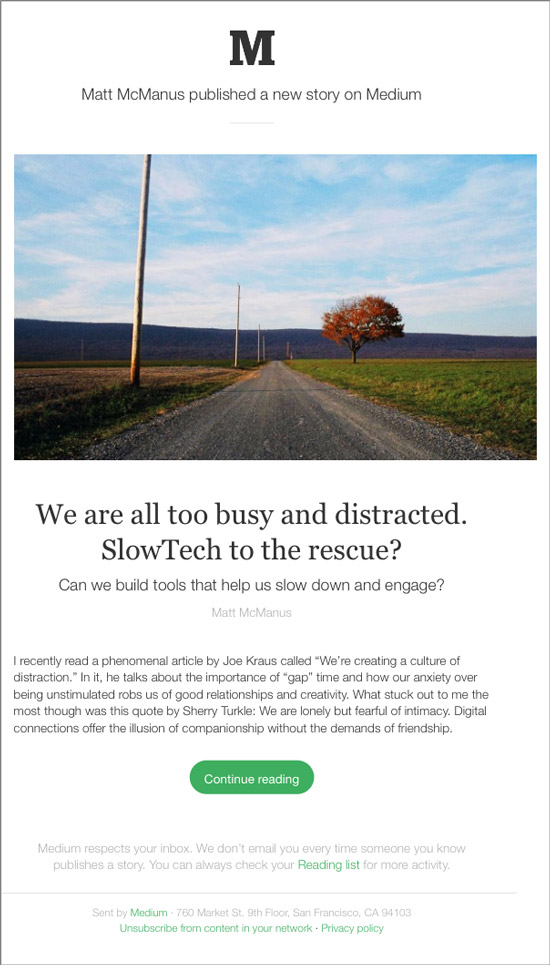 M
Matt McManus published a new story on Medium
We are all too busy and distracted.
SlowTech to the rescue?
Can we build tools that help us slow down and engage?
Matt McManus
I recently read a phenomenal article by Joe Kraus called “We’re creating a culture of
distraction.” In it, he talks about the importance of “gap” time and how our anxiety over
being unstimulated robs us of good relationships and creativity. What stuck out to me the
most though was this quote by Sherry Turkle: We are lonely but fearful of intimacy. Digital
connections offer the illusion of companionship without the demands of friendship.
Continue reading
Medium respects your inbox. We don’t email you every time someone you know
publishes a story. You can always check your Reading list for more activity.
Sent by Medium · 760 Market St. 9th Floor, San Francisco, CA 94103
Unsubscribe from content in your network · Privacy policy